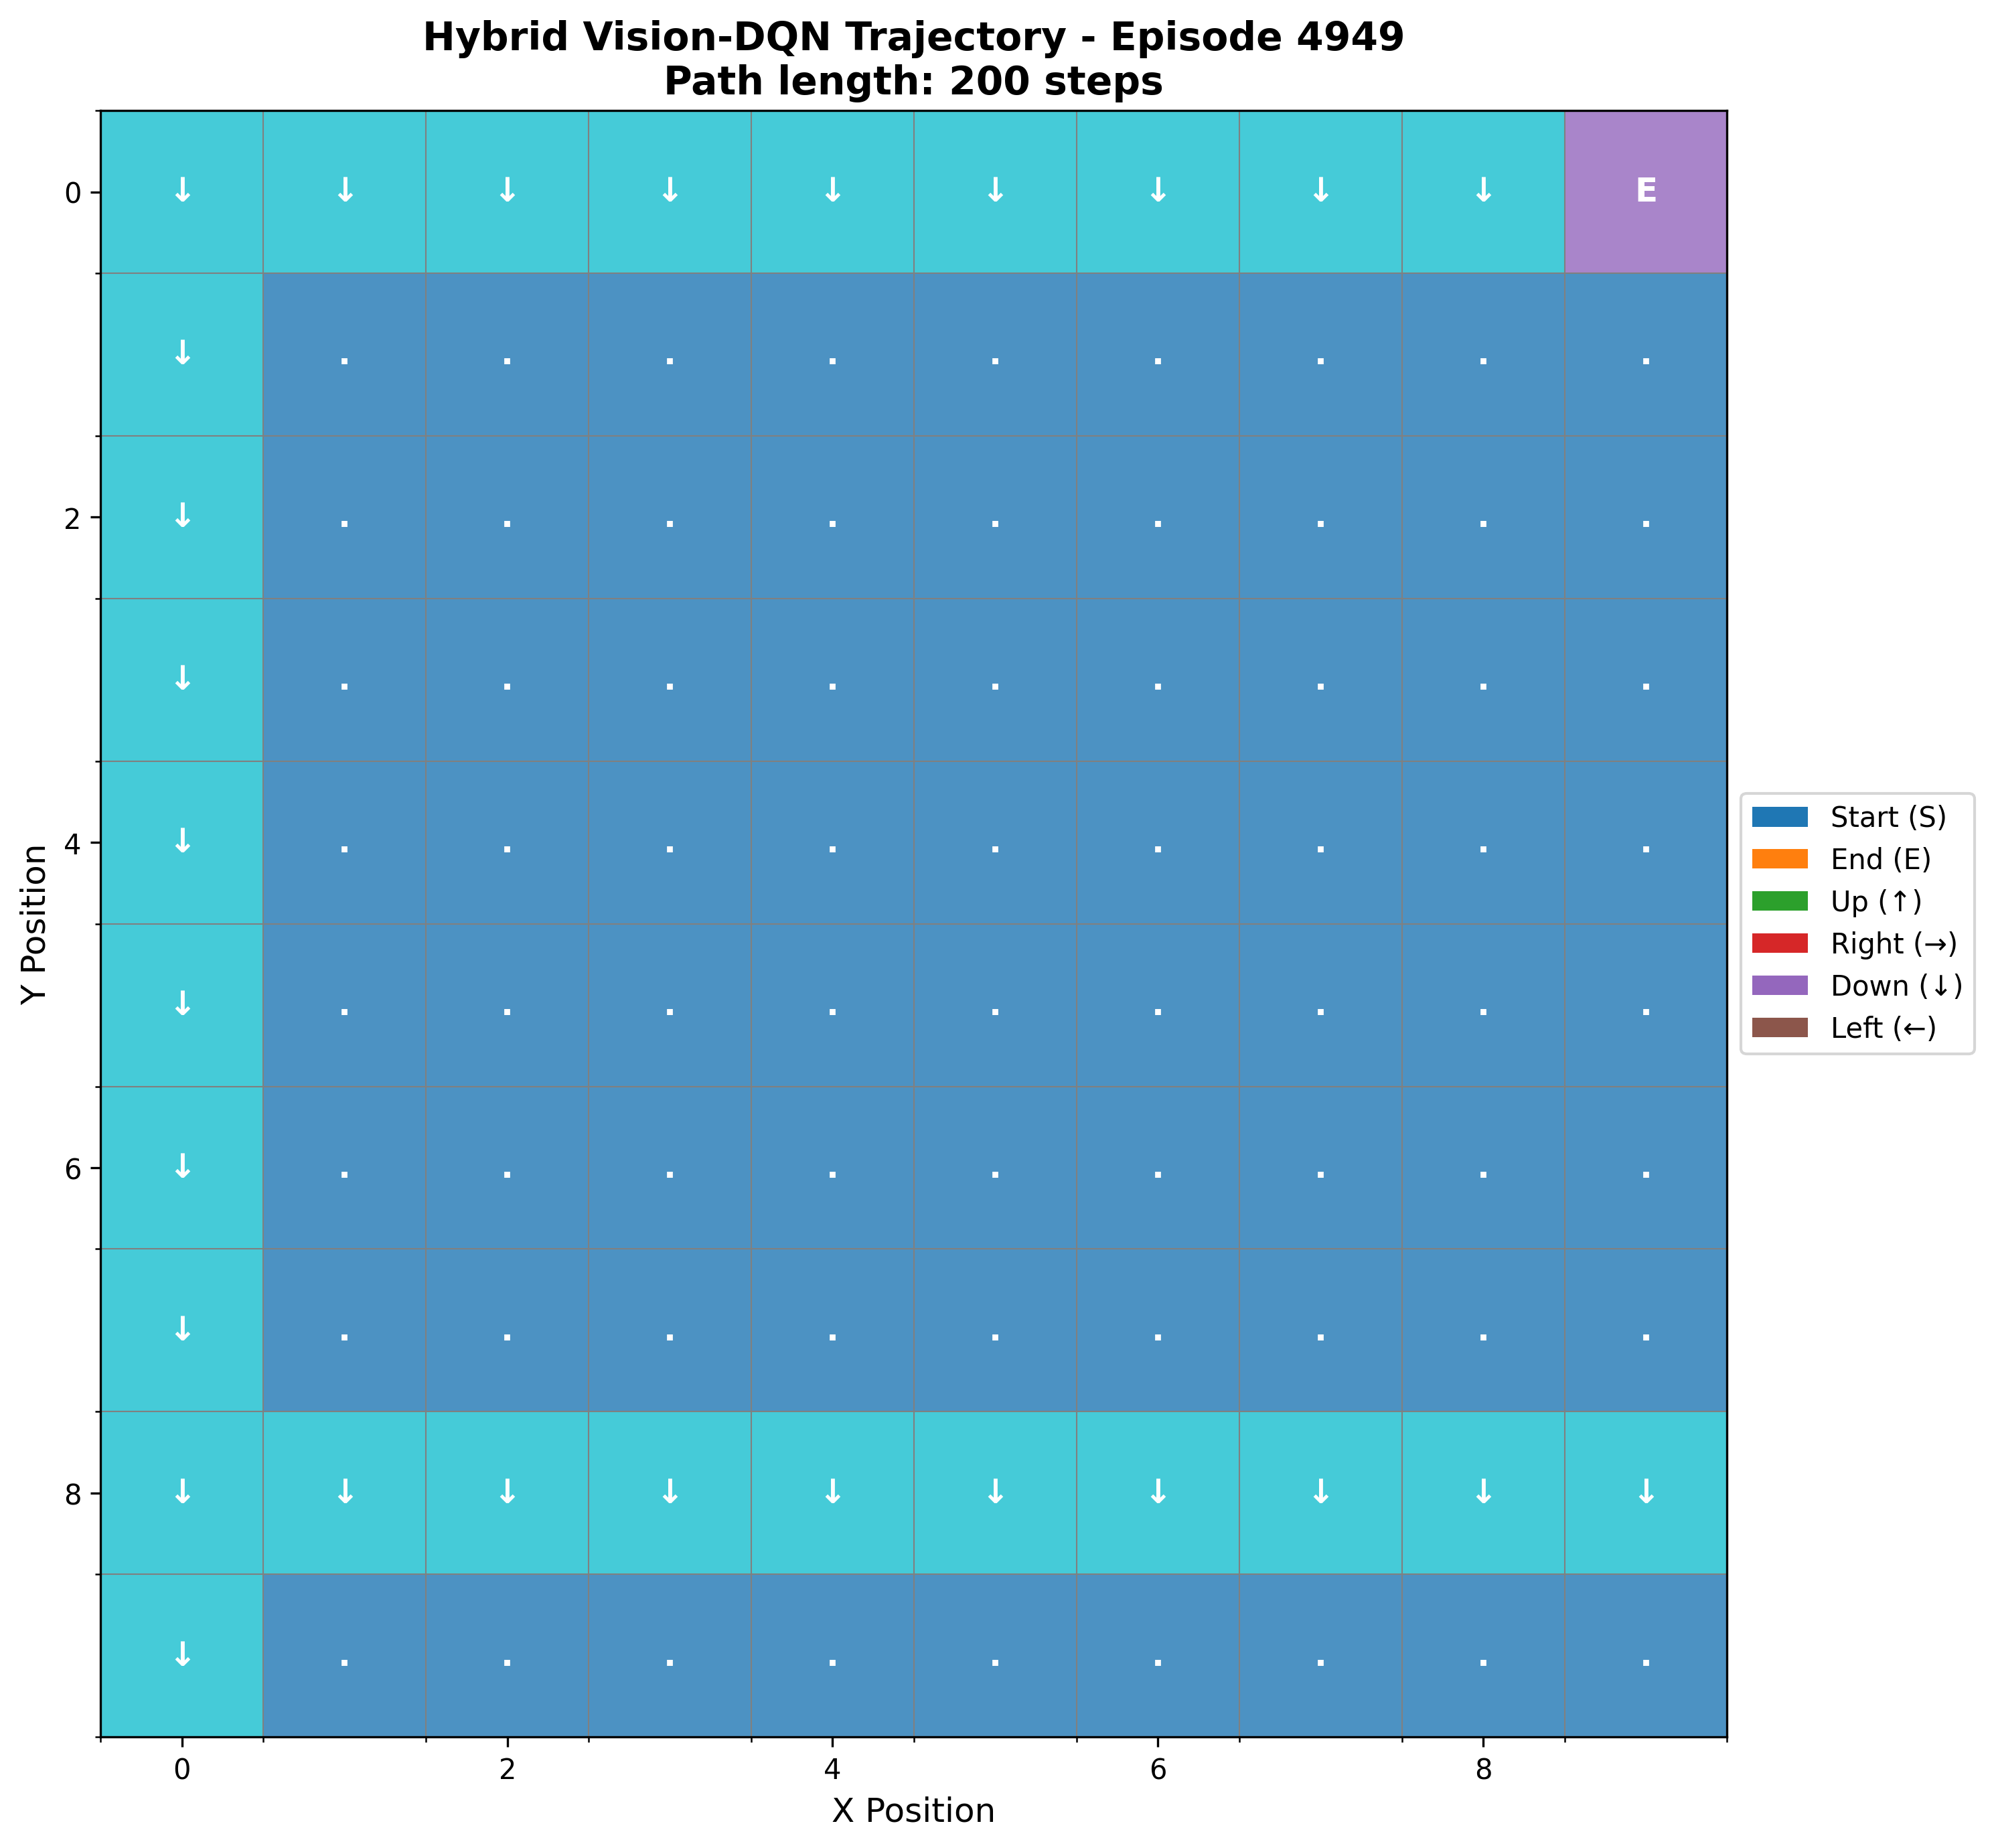 Hybrid Vision-DQN Trajectory - Episode 4949
Path length: 200 steps
0 ↓ ↓ ↓ ↓ ↓ ↓ ↓ ↓ ↓ E
↓ . . . . . . . . .
2 ↓ . . . . . . . . .
↓ . . . . . . . . .
4 ↓ . . . . . . . . .
↓ . . . . . . . . .
6 ↓ . . . . . . . . .
↓ . . . . . . . . .
8 ↓ ↓ ↓ ↓ ↓ ↓ ↓ ↓ ↓ ↓
↓ . . . . . . . . .
0 2 4 6 8
X Position
Y Position
Start (S)
End (E)
Up (↑)
Right (→)
Down (↓)
Left (←)